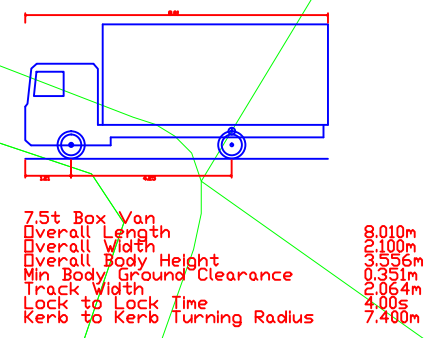 7.5t Box Van
Overall Length 8.010m
Overall Width 2.100m
Overall Body Height 3.556m
Min Body Ground Clearance 0.351m
Track Width 2.064m
Lock to Lock Time 4.00s
Kerb to Kerb Turning Radius 7.400m